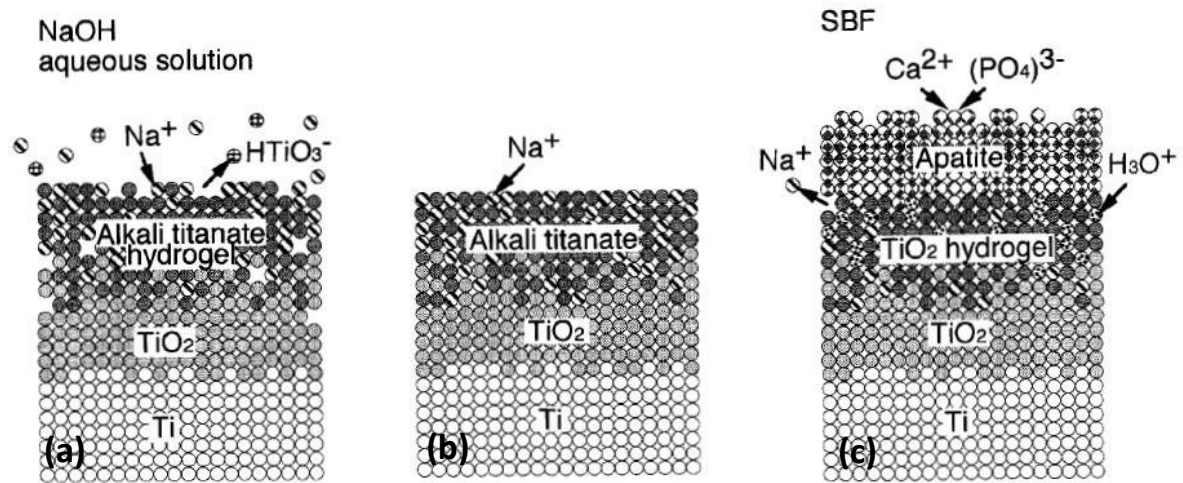 NaOH
aqueous solution
Na⁺
HTiO₃⁻
Alkali titanate
hydrogel
TiO₂
Ti
(a)
Na⁺
Alkali titanate
TiO₂
Ti
(b)
SBF
Ca²⁺ (PO₄)³⁻
Na⁺
Apatite
H₃O⁺
TiO₂ hydrogel
TiO₂
Ti
(c)